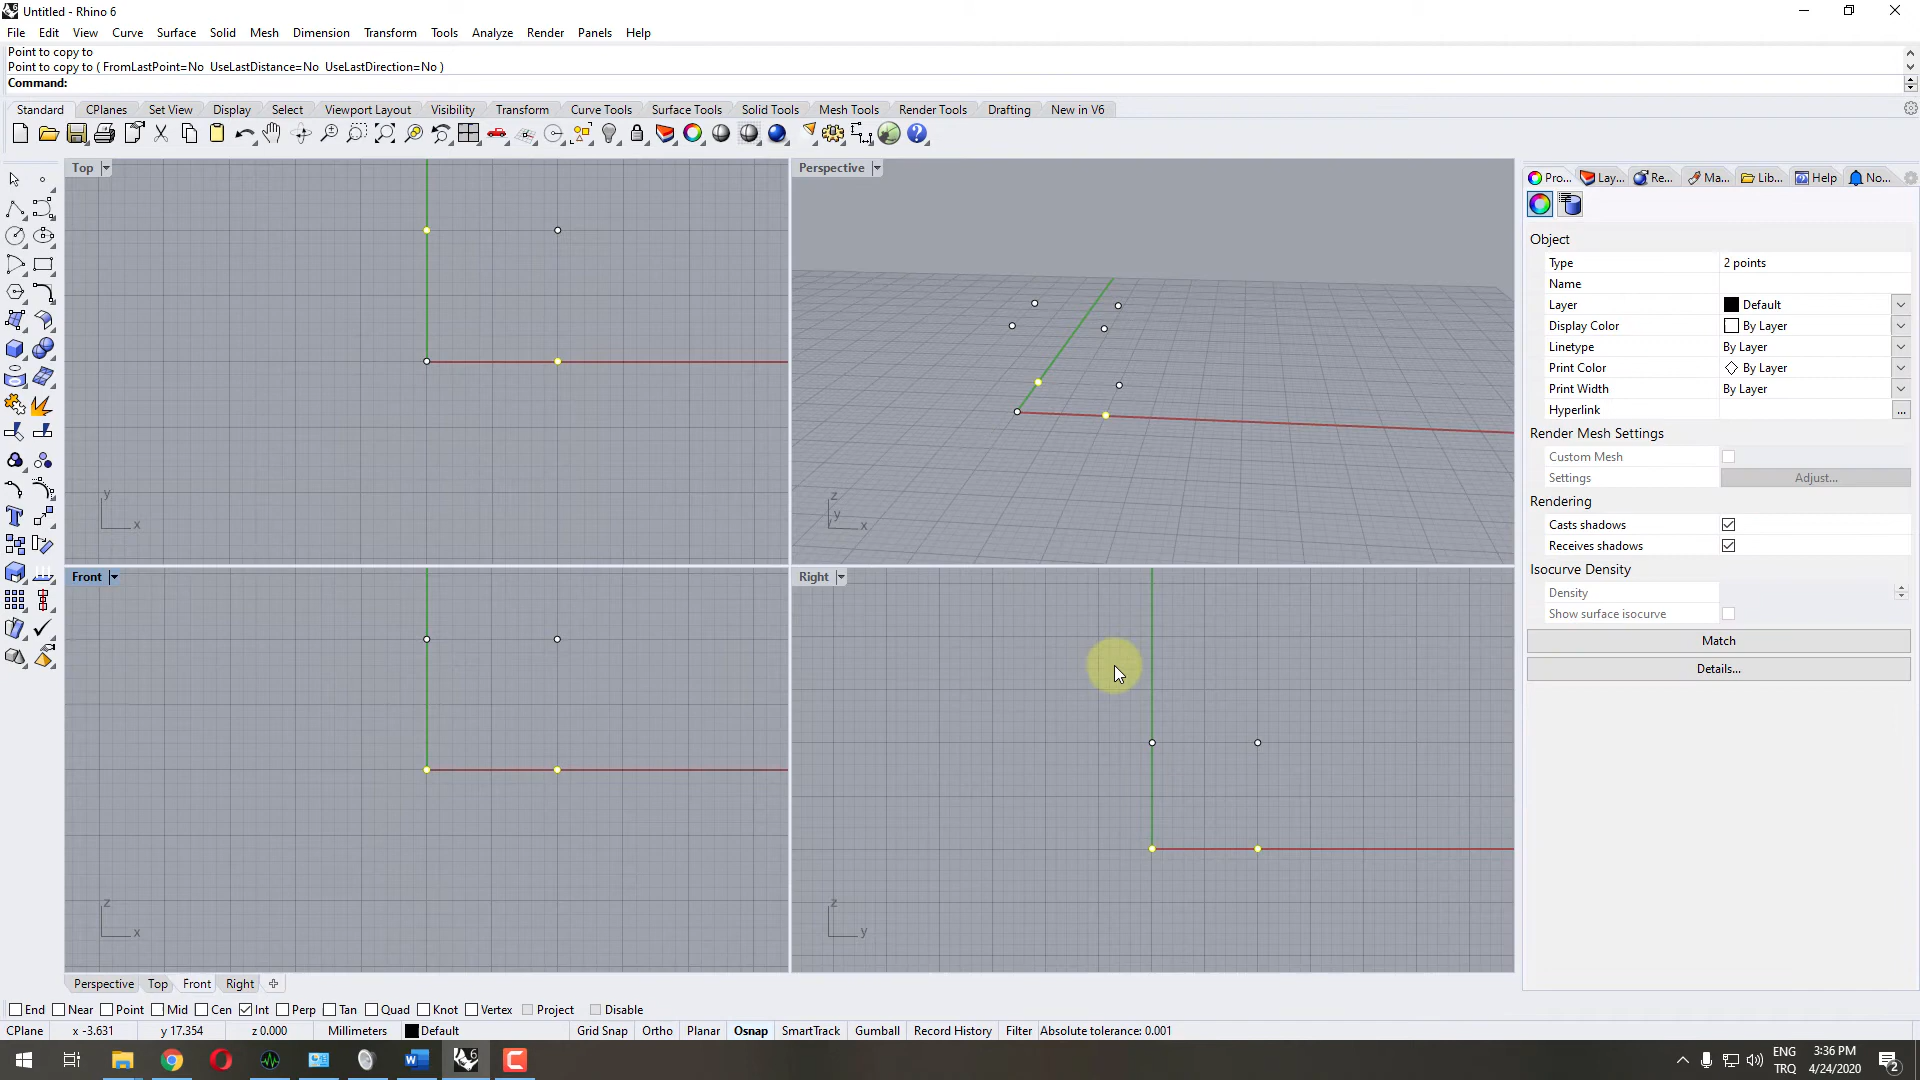 Untitled - Rhino 6
File Edit View Curve Surface Solid Mesh Dimension Transform Tools Analyze Render Panels Help
Point to copy to
Point to copy to ( FromLastPoint=No UseLastDistance=No UseLastDirection=No )
Command:
Standard CPlanes Set View Display Select Viewport Layout Visibility Transform Curve Tools Surface Tools Solid Tools Mesh Tools Render Tools Drafting New in V6
Top Perspective
Pro... Lay... Re... Ma... Lib... Help No...
Object
Type 2 points
Name
Layer Default
Display Color By Layer
Linetype By Layer
Print Color By Layer
Print Width By Layer
Hyperlink ...
Render Mesh Settings
Custom Mesh
Settings Adjust...
Rendering
Casts shadows
Receives shadows
Isocurve Density
Density
Show surface isocurve
Match
Details...
y x
z y x
Front Right
z x
z y
Perspective Top Front Right
End Near Point Mid Cen Int Perp Tan Quad Knot Vertex Project Disable
CPlane x -3.631 y 17.354 z 0.000 Millimeters Default Grid Snap Ortho Planar Osnap SmartTrack Gumball Record History Filter Absolute tolerance: 0.001
ENG 3:36 PM
TRQ 4/24/2020 2